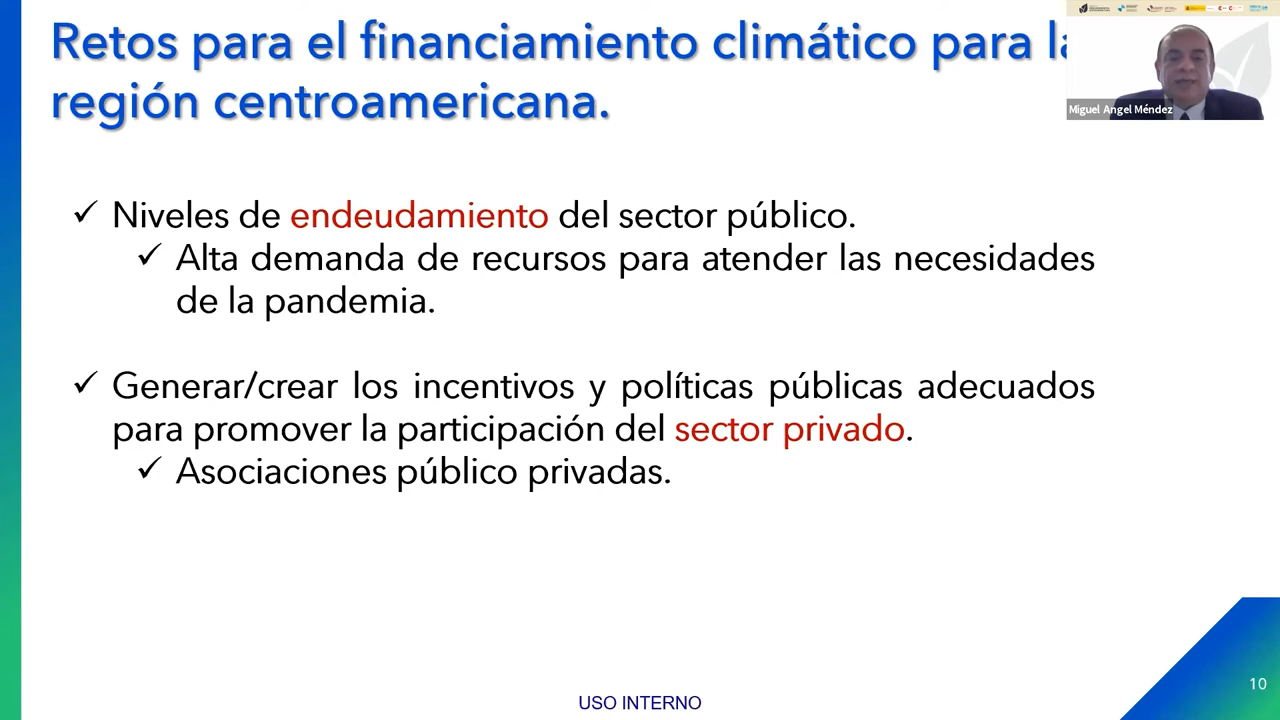 Retos para el financiamiento climático para la
región centroamericana.
Miguel Angel Méndez
✓ Niveles de endeudamiento del sector público.
✓ Alta demanda de recursos para atender las necesidades
de la pandemia.
✓ Generar/crear los incentivos y políticas públicas adecuados
para promover la participación del sector privado.
✓ Asociaciones público privadas.
10
USO INTERNO